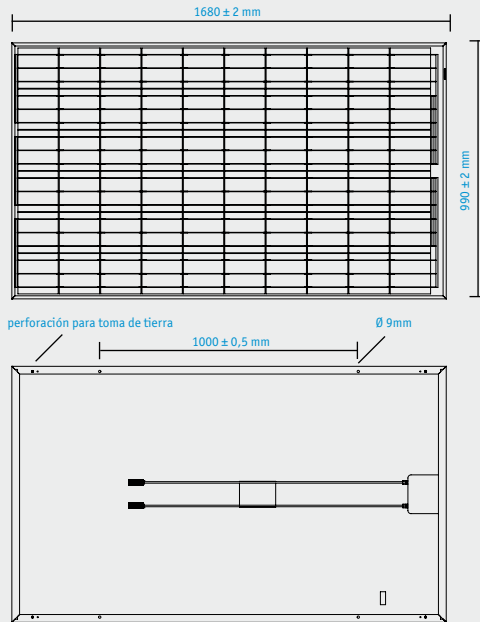 1680 ± 2 mm
990 ± 2 mm
perforación para toma de tierra
Ø 9mm
1000 ± 0,5 mm